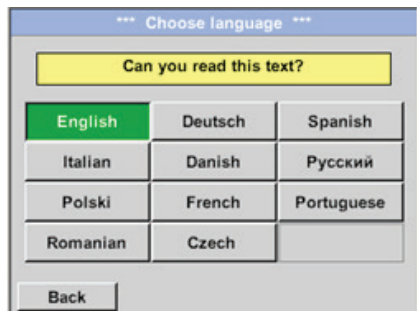 *** Choose language ***
Can you read this text?
English Deutsch Spanish
Italian Danish Русский
Polski French Portuguese
Romanian Czech
Back